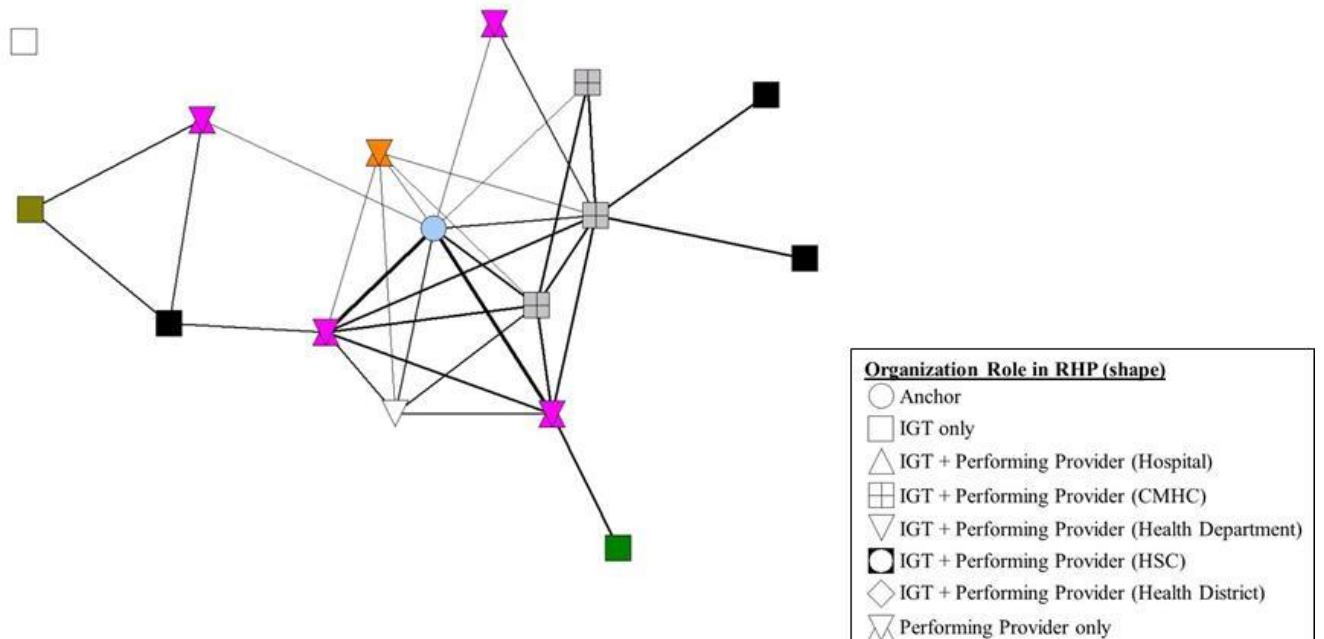 Organization Role in RHP (shape)
Anchor
IGT only
IGT + Performing Provider (Hospital)
IGT + Performing Provider (CMHC)
IGT + Performing Provider (Health Department)
IGT + Performing Provider (HSC)
IGT + Performing Provider (Health District)
Performing Provider only